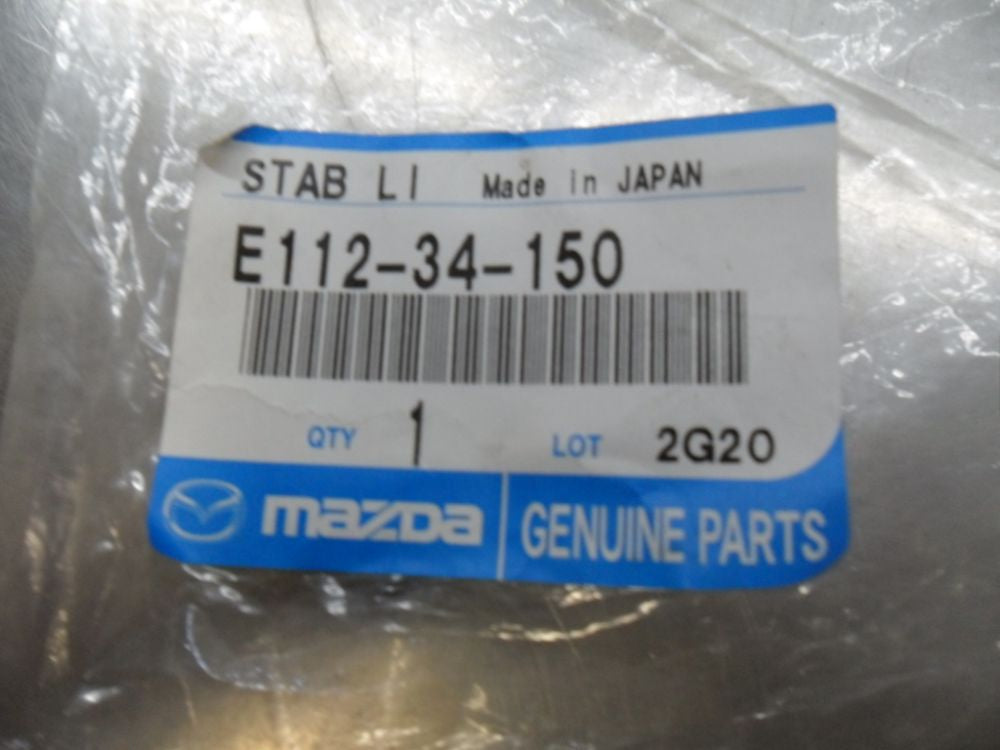 STAB LI Made in JAPAN
E112-34-150
QTY 1 LOT 2G20
mazda GENUINE PARTS